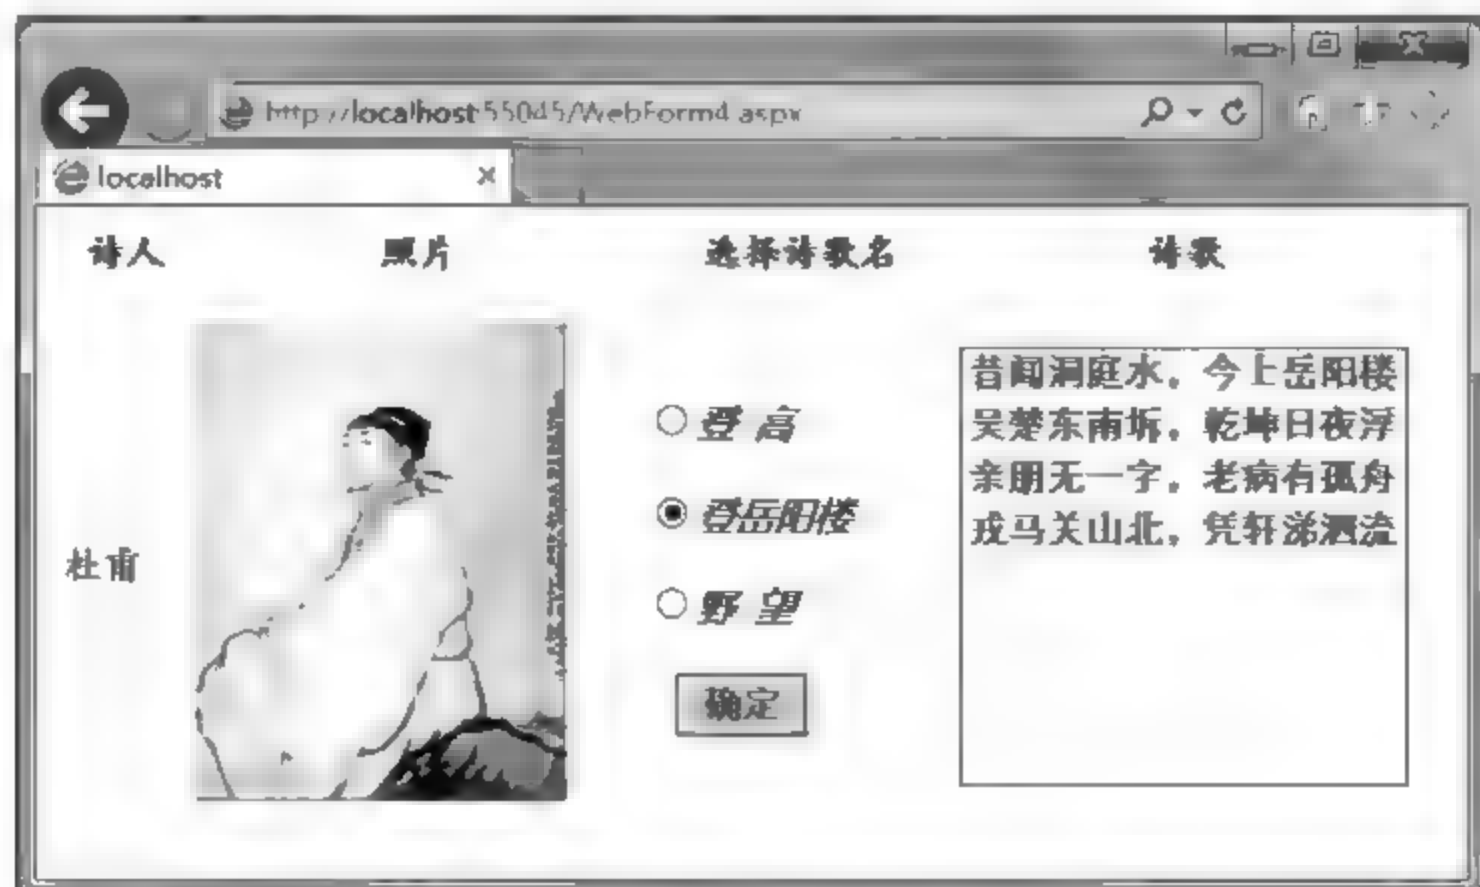 http://localhost:55045/WebForm4.aspx
localhost
诗人 照片 选择诗歌名 诗歌
杜甫
登 高
登岳阳楼
野 望
确定
昔闻洞庭水，今上岳阳楼
吴楚东南坼，乾坤日夜浮
亲朋无一字，老病有孤舟
戎马关山北，凭轩涕洒流